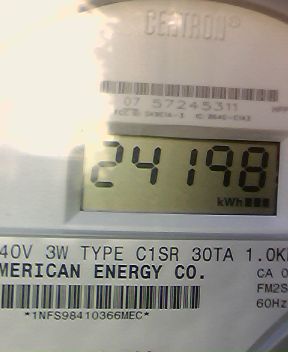 CENTRON®
07 57245311
24198
kWh
40V 3W TYPE C1SR 30TA 1.0K
MERICAN ENERGY CO.
CA 0
FM2S
60Hz
*1NFS98410366MEC*